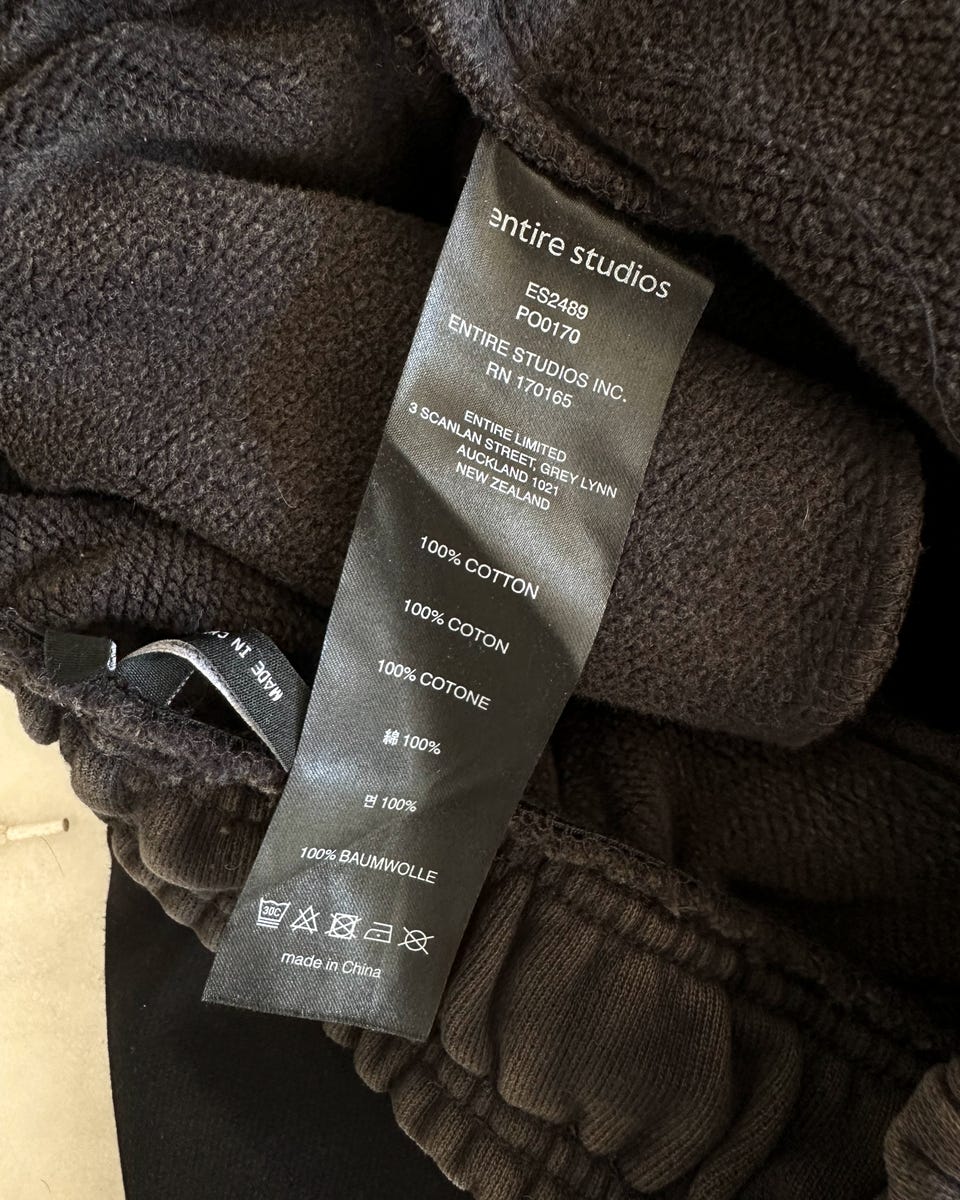 entire studios
ES2489
PO0170
ENTIRE STUDIOS INC.
RN 170165
ENTIRE LIMITED
3 SCANLAN STREET, GREY LYNN
AUCKLAND 1021
NEW ZEALAND
100% COTTON
100% COTON
100% COTONE
綿 100%
면 100%
100% BAUMWOLLE
30C
made in China
MADE IN